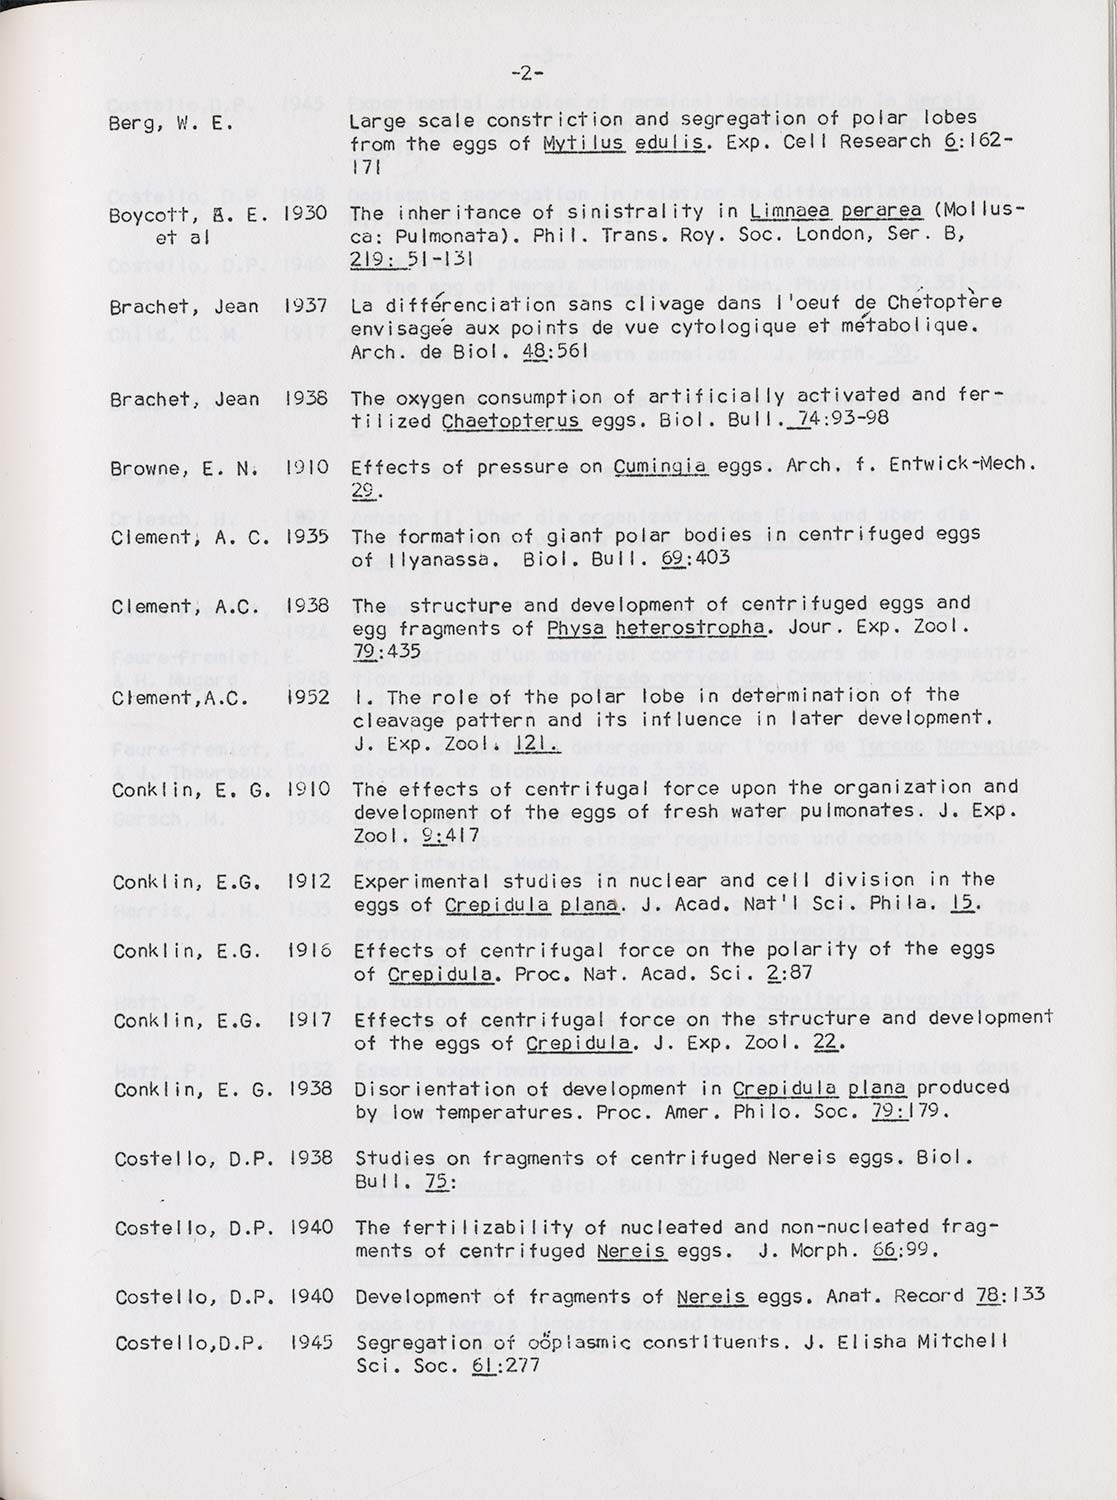 -2-
Berg, W. E. Large scale constriction and segregation of polar lobes
from the eggs of Mytilus edulis. Exp. Cell Research 6:162-
171
Boycott, A. E. 1930 The inheritance of sinistrality in Limnaea perarea (Mollus-
et al ca: Pulmonata). Phil. Trans. Roy. Soc. London, Ser. B,
219: 51-131
Brachet, Jean 1937 La différenciation sans clivage dans l'oeuf de Chétoptère
envisagée aux points de vue cytologique et métabolique.
Arch. de Biol. 48:561
Brachet, Jean 1938 The oxygen consumption of artificially activated and fer-
tilized Chaetopterus eggs. Biol. Bull. 74:93-98
Browne, E. N. 1910 Effects of pressure on Cumingia eggs. Arch. f. Entwick-Mech.
29.
Clement, A. C. 1935 The formation of giant polar bodies in centrifuged eggs
of Ilyanassa. Biol. Bull. 69:403
Clement, A.C. 1938 The structure and development of centrifuged eggs and
egg fragments of Physa heterostropha. Jour. Exp. Zool.
79:435
Clement,A.C. 1952 I. The role of the polar lobe in determination of the
cleavage pattern and its influence in later development.
J. Exp. Zool. 121.
Conklin, E. G. 1910 The effects of centrifugal force upon the organization and
development of the eggs of fresh water pulmonates. J. Exp.
Zool. 9:417
Conklin, E.G. 1912 Experimental studies in nuclear and cell division in the
eggs of Crepidula plana. J. Acad. Nat'l Sci. Phila. 15.
Conklin, E.G. 1916 Effects of centrifugal force on the polarity of the eggs
of Crepidula. Proc. Nat. Acad. Sci. 2:87
Conklin, E.G. 1917 Effects of centrifugal force on the structure and development
of the eggs of Crepidula. J. Exp. Zool. 22.
Conklin, E. G. 1938 Disorientation of development in Crepidula plana produced
by low temperatures. Proc. Amer. Philo. Soc. 79:179.
Costello, D.P. 1938 Studies on fragments of centrifuged Nereis eggs. Biol.
Bull. 75:
Costello, D.P. 1940 The fertilizability of nucleated and non-nucleated frag-
ments of centrifuged Nereis eggs. J. Morph. 66:99.
Costello, D.P. 1940 Development of fragments of Nereis eggs. Anat. Record 78:133
Costello,D.P. 1945 Segregation of oöplasmic constituents. J. Elisha Mitchell
Sci. Soc. 61:277